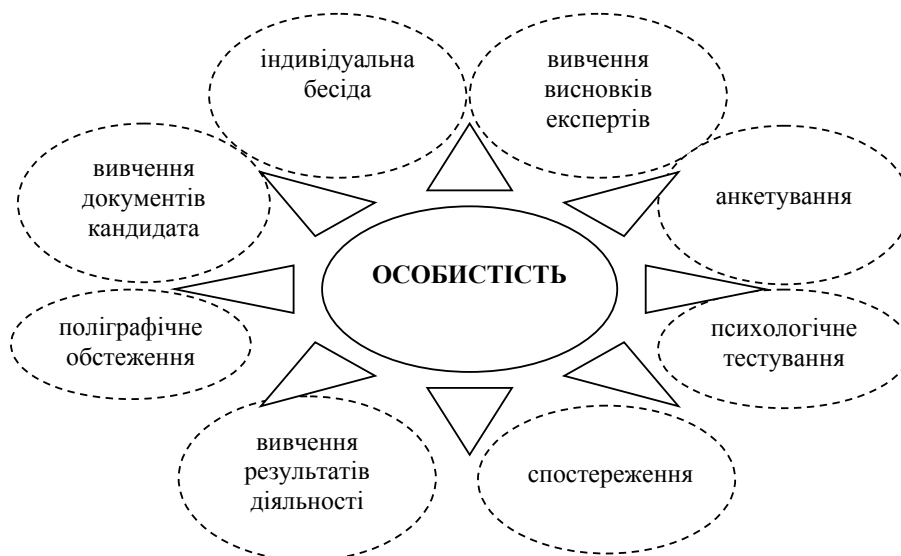 індивідуальна
бесіда
вивчення
висновків
експертів
вивчення
документів
кандидата
анкетування
ОСОБИСТІСТЬ
поліграфічне
обстеження
психологічне
тестування
вивчення
результатів
діяльності
спостереження